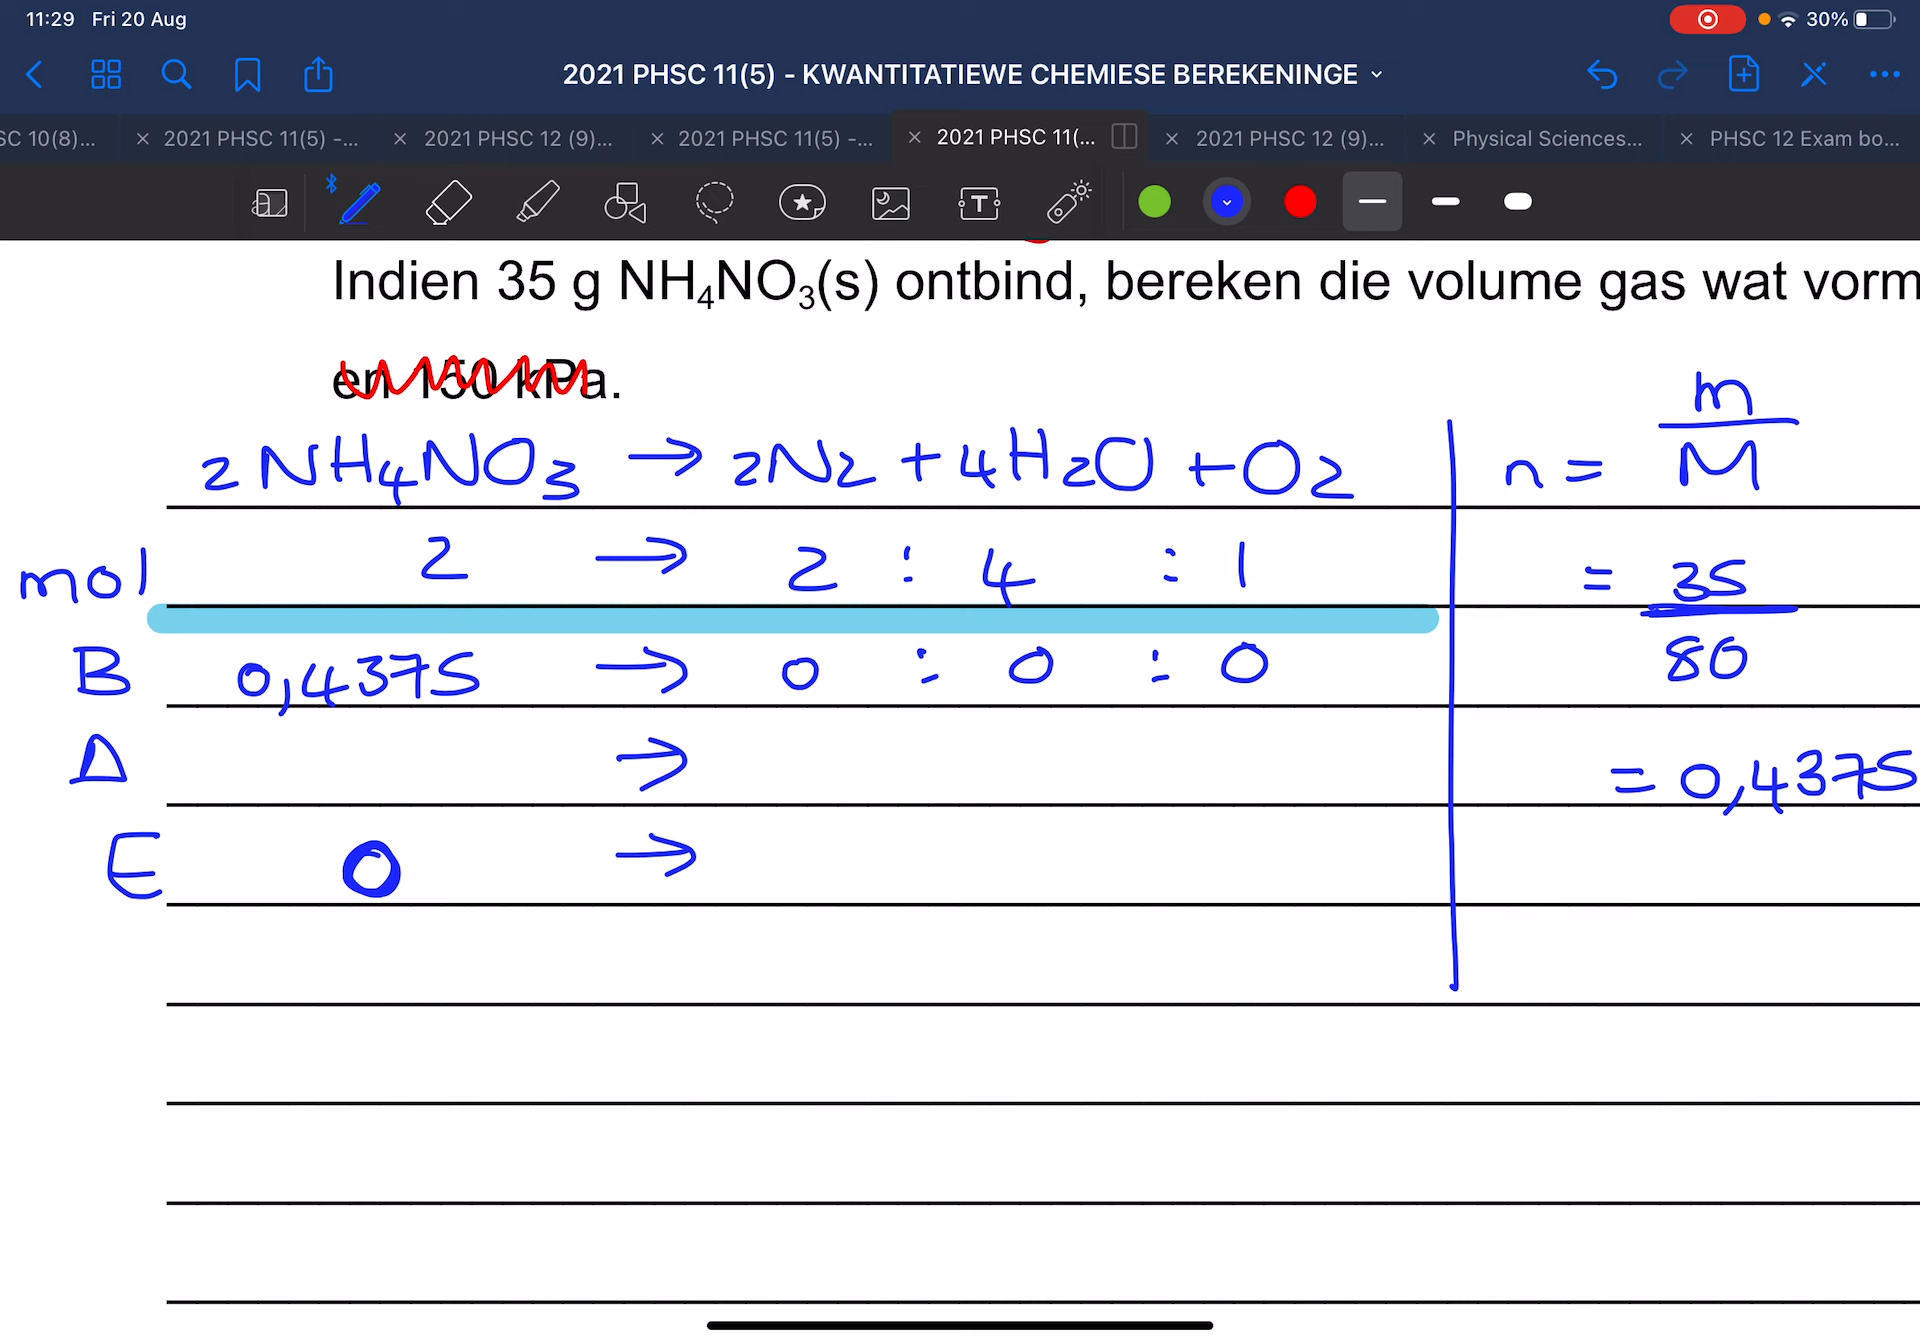 11:29 Fri 20 Aug 30%
2021 PHSC 11(5) - KWANTITATIEWE CHEMIESE BEREKENINGE
SC 10(8)... × 2021 PHSC 11(5) -... × 2021 PHSC 12 (9)... × 2021 PHSC 11(5) -... × 2021 PHSC 11(... × 2021 PHSC 12 (9)... × Physical Sciences... × PHSC 12 Exam bo...
Indien 35 g NH₄NO₃(s) ontbind, bereken die volume gas wat vorm
en 150 kPa.
2NH₄NO₃ → 2N₂ + 4H₂O + O₂
mol 2 → 2 : 4 : 1
B 0,4375 → 0 : 0 : 0
Δ →
E 0 →
n = m/M
= 35/80
= 0,4375